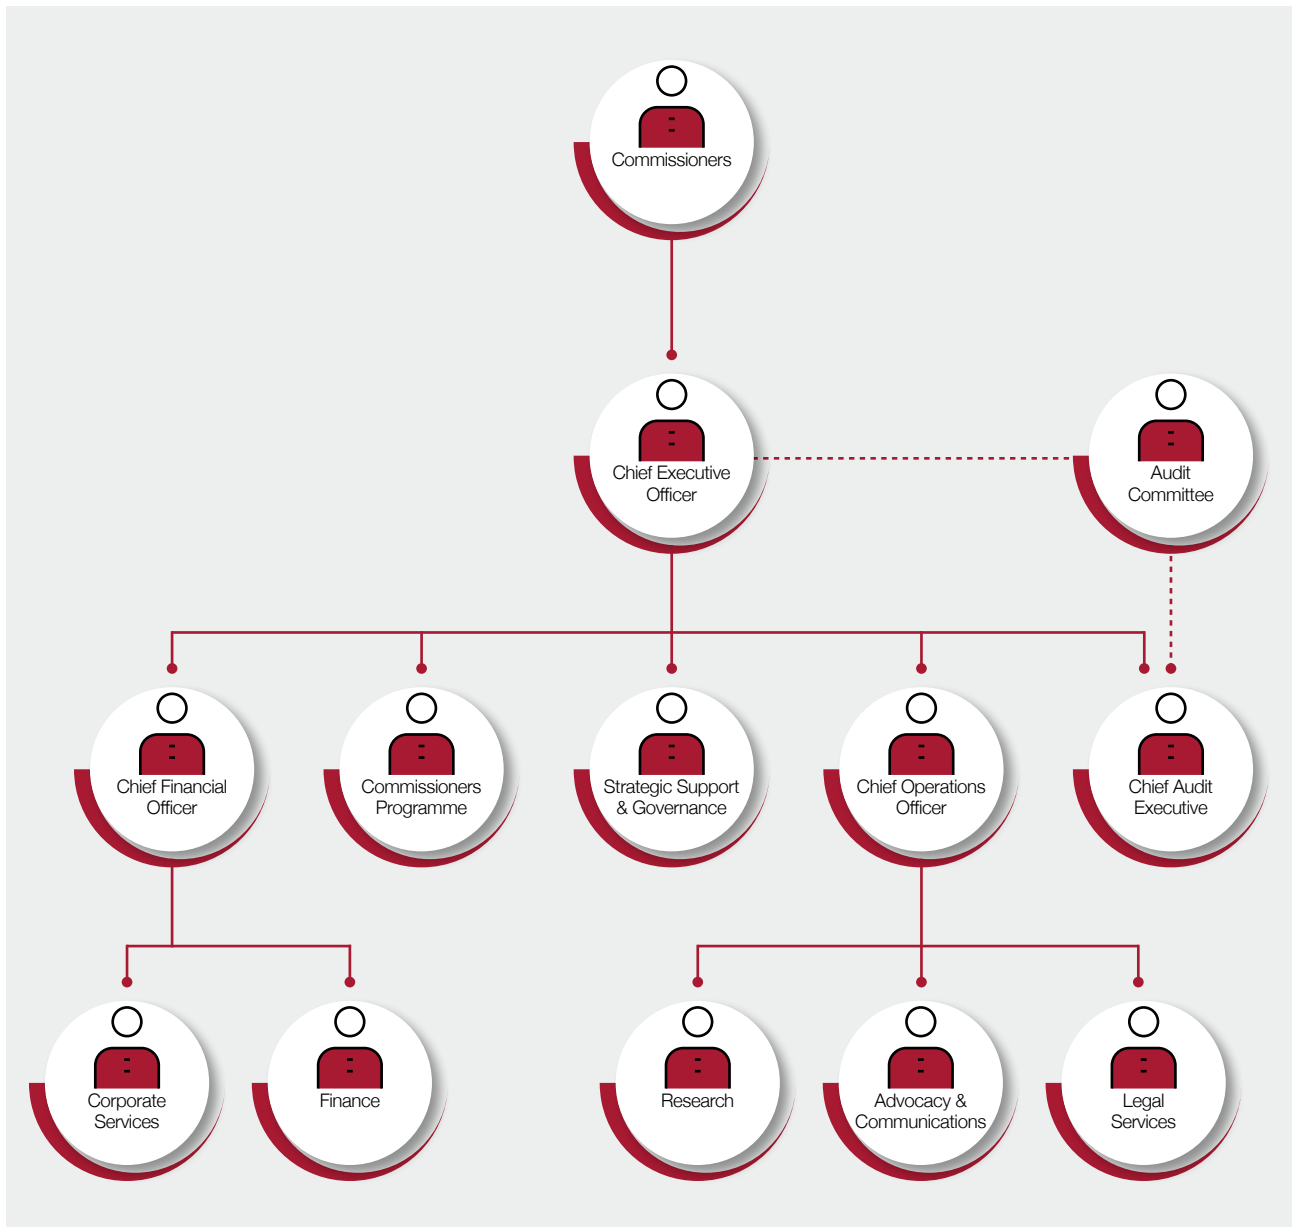 Commissioners
Chief Executive
Officer
Audit
Committee
Chief Financial
Officer
Commissioners
Programme
Strategic Support
& Governance
Chief Operations
Officer
Chief Audit
Executive
Corporate
Services
Finance
Research
Advocacy &
Communications
Legal
Services